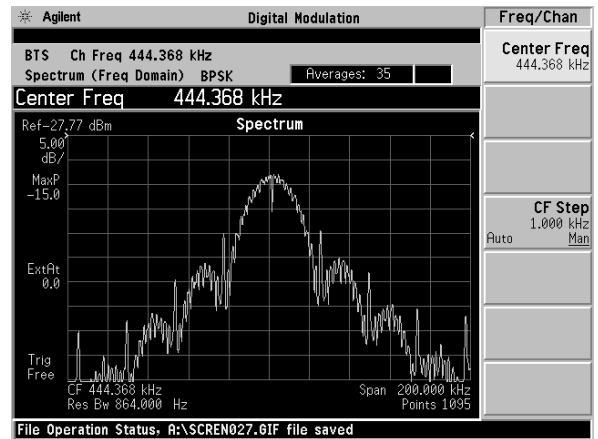 Agilent Digital Modulation Freq/Chan
BTS Ch Freq 444.368 kHz
Spectrum (Freq Domain) BPSK Averages: 35
Center Freq 444.368 kHz
Center Freq
444.368 kHz
Ref-27.77 dBm Spectrum
5.00
dB/
MaxP
-15.0
ExtAt
0.0
Trig
Free
CF 444.368 kHz Span 200.000 kHz
Res Bw 864.000 Hz Points 1095
CF Step
1.000 kHz
Auto Man
File Operation Status, A:\SCREN027.GIF file saved